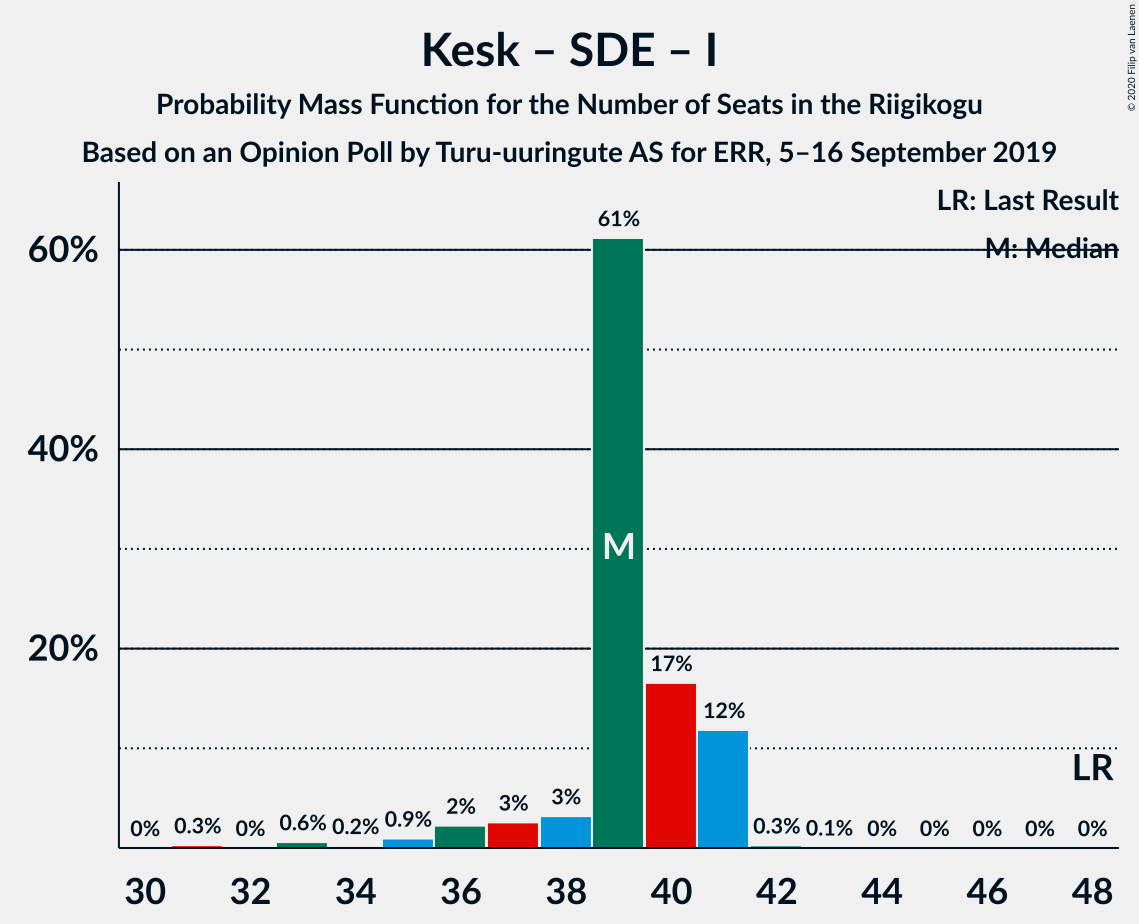 Kesk – SDE – I
Probability Mass Function for the Number of Seats in the Riigikogu
Based on an Opinion Poll by Turu-uuringute AS for ERR, 5–16 September 2019
© 2020 Filip van Laenen
LR: Last Result
M: Median
60%
40%
20%
0% 0.3% 0% 0.6% 0.2% 0.9% 2% 3% 3% 61% 17% 12% 0.3% 0.1% 0% 0% 0% 0% 0%
M
LR
30 32 34 36 38 40 42 44 46 48